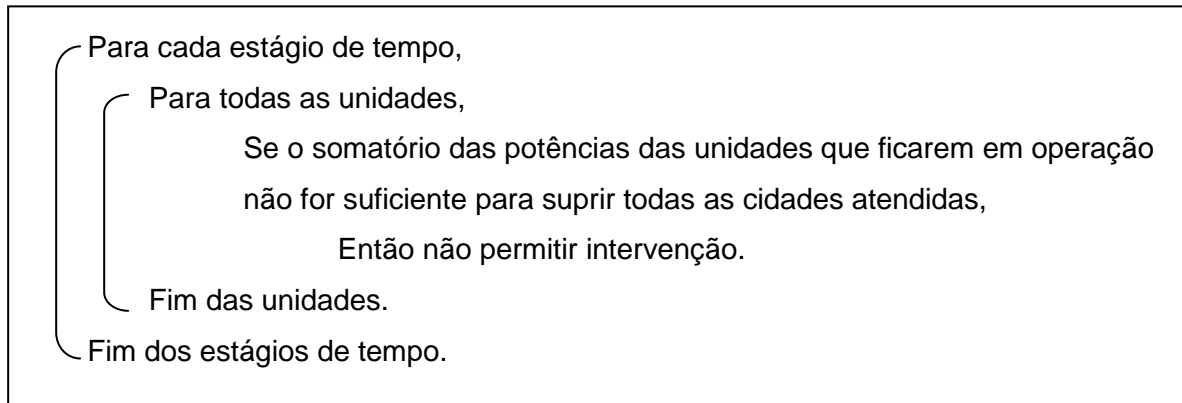 Para cada estágio de tempo,
Para todas as unidades,
Se o somatório das potências das unidades que ficarem em operação
não for suficiente para suprir todas as cidades atendidas,
Então não permitir intervenção.
Fim das unidades.
Fim dos estágios de tempo.